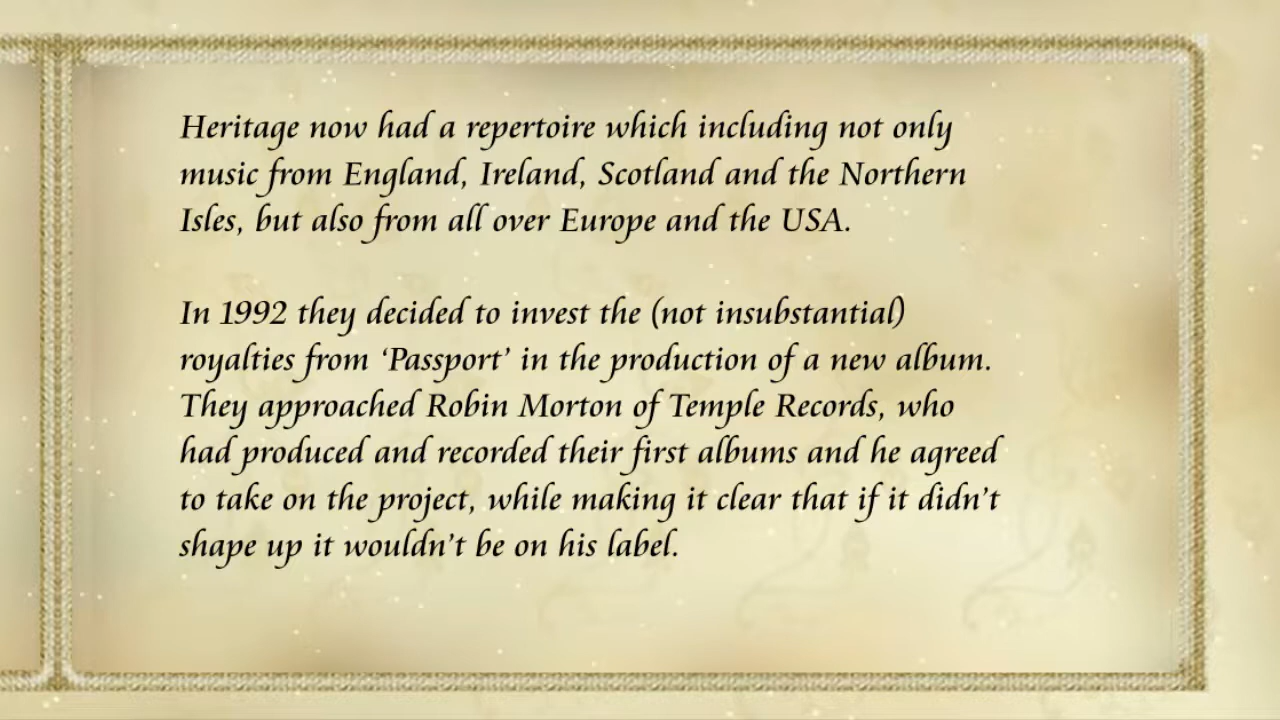 Heritage now had a repertoire which including not only
music from England, Ireland, Scotland and the Northern
Isles, but also from all over Europe and the USA.
In 1992 they decided to invest the (not insubstantial)
royalties from ‘Passport’ in the production of a new album.
They approached Robin Morton of Temple Records, who
had produced and recorded their first albums and he agreed
to take on the project, while making it clear that if it didn’t
shape up it wouldn’t be on his label.